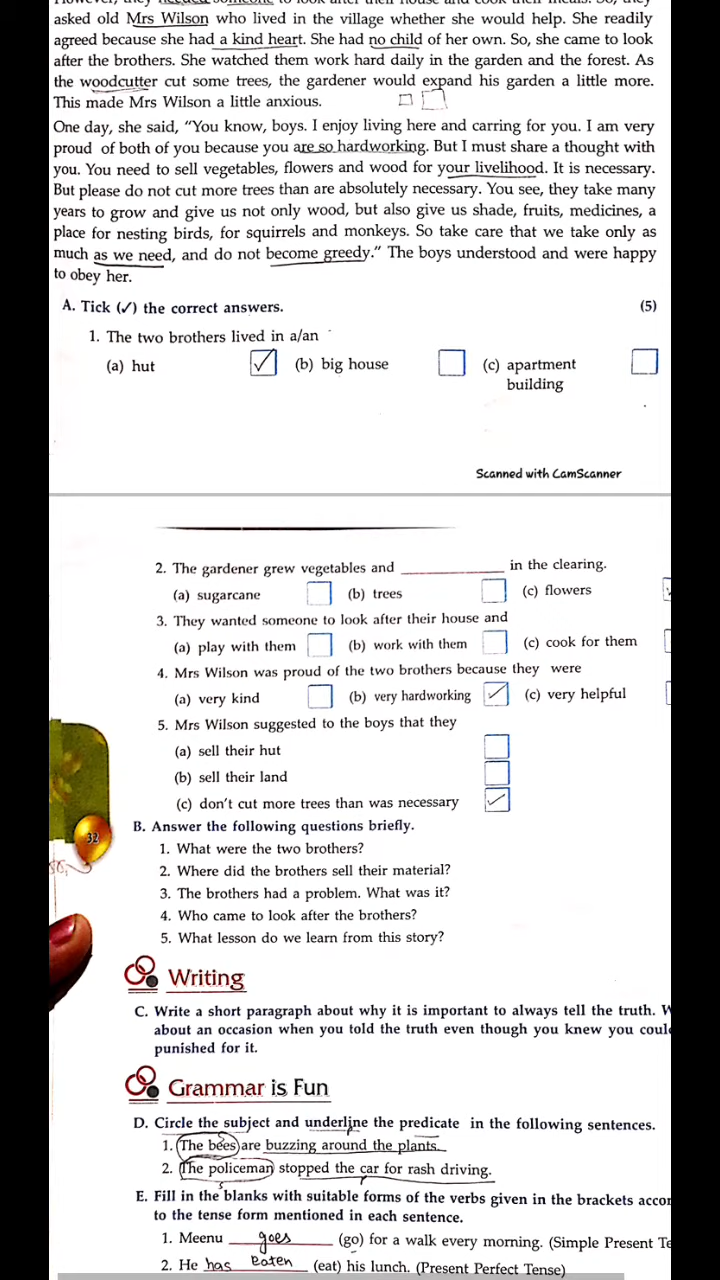 However, they needed someone to look after their house and cook their meals. So, they
asked old Mrs Wilson who lived in the village whether she would help. She readily
agreed because she had a kind heart. She had no child of her own. So, she came to look
after the brothers. She watched them work hard daily in the garden and the forest. As
the woodcutter cut some trees, the gardener would expand his garden a little more.
This made Mrs Wilson a little anxious.
One day, she said, "You know, boys. I enjoy living here and carring for you. I am very
proud of both of you because you are so hardworking. But I must share a thought with
you. You need to sell vegetables, flowers and wood for your livelihood. It is necessary.
But please do not cut more trees than are absolutely necessary. You see, they take many
years to grow and give us not only wood, but also give us shade, fruits, medicines, a
place for nesting birds, for squirrels and monkeys. So take care that we take only as
much as we need, and do not become greedy." The boys understood and were happy
to obey her.
A. Tick (✓) the correct answers. (5)
1. The two brothers lived in a/an
(a) hut ✓ (b) big house (c) apartment
building
Scanned with CamScanner
2. The gardener grew vegetables and ____________ in the clearing.
(a) sugarcane (b) trees (c) flowers
3. They wanted someone to look after their house and
(a) play with them (b) work with them (c) cook for them
4. Mrs Wilson was proud of the two brothers because they were
(a) very kind (b) very hardworking ✓ (c) very helpful
5. Mrs Wilson suggested to the boys that they
(a) sell their hut
(b) sell their land
(c) don't cut more trees than was necessary ✓
B. Answer the following questions briefly.
1. What were the two brothers?
32
2. Where did the brothers sell their material?
3. The brothers had a problem. What was it?
4. Who came to look after the brothers?
5. What lesson do we learn from this story?
Writing
C. Write a short paragraph about why it is important to always tell the truth. W
about an occasion when you told the truth even though you knew you coul
punished for it.
Grammar is Fun
D. Circle the subject and underline the predicate in the following sentences.
1. The bees are buzzing around the plants.
2. The policeman stopped the car for rash driving.
E. Fill in the blanks with suitable forms of the verbs given in the brackets accor
to the tense form mentioned in each sentence.
1. Meenu goes (go) for a walk every morning. (Simple Present Te
2. He has eaten (eat) his lunch. (Present Perfect Tense)